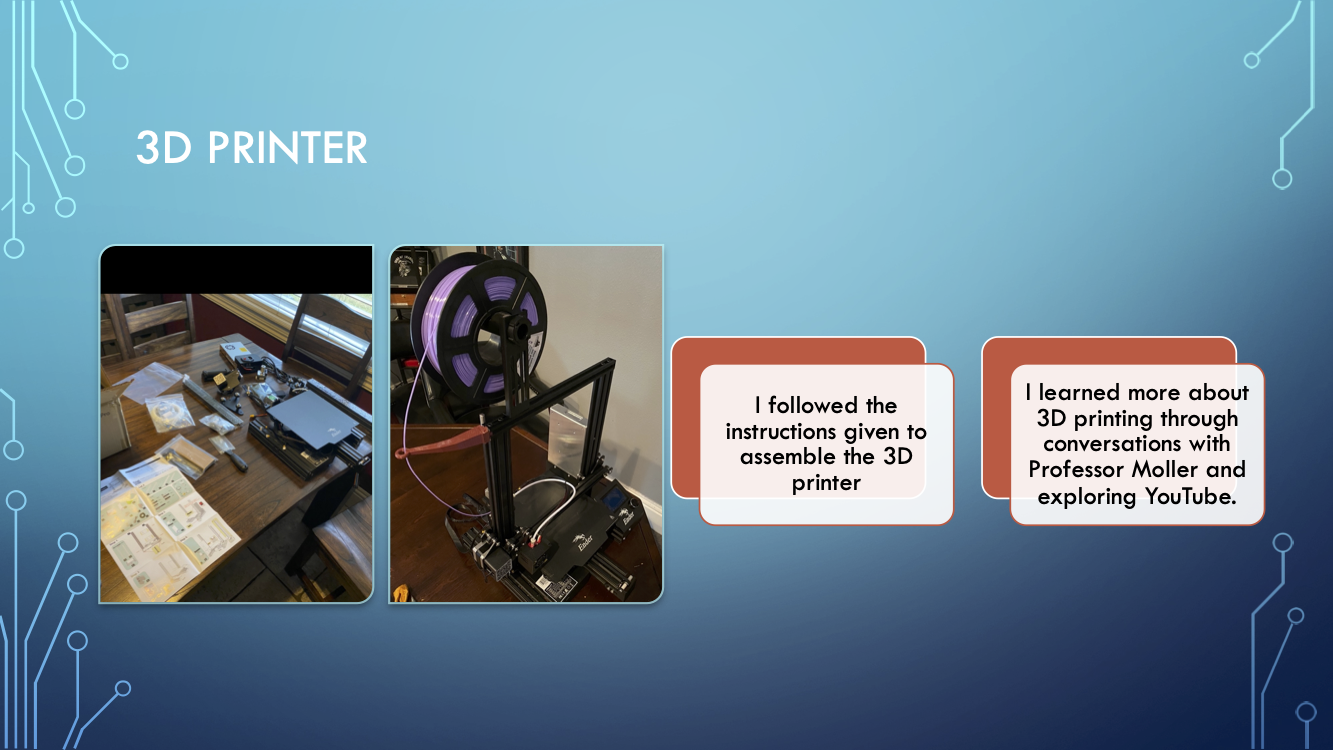 3D PRINTER
I followed the
instructions given to
assemble the 3D
printer
I learned more about
3D printing through
conversations with
Professor Moller and
exploring YouTube.
Ender